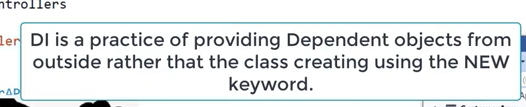 ntrollers
ler
DI is a practice of providing Dependent objects from
outside rather that the class creating using the NEW
keyword.